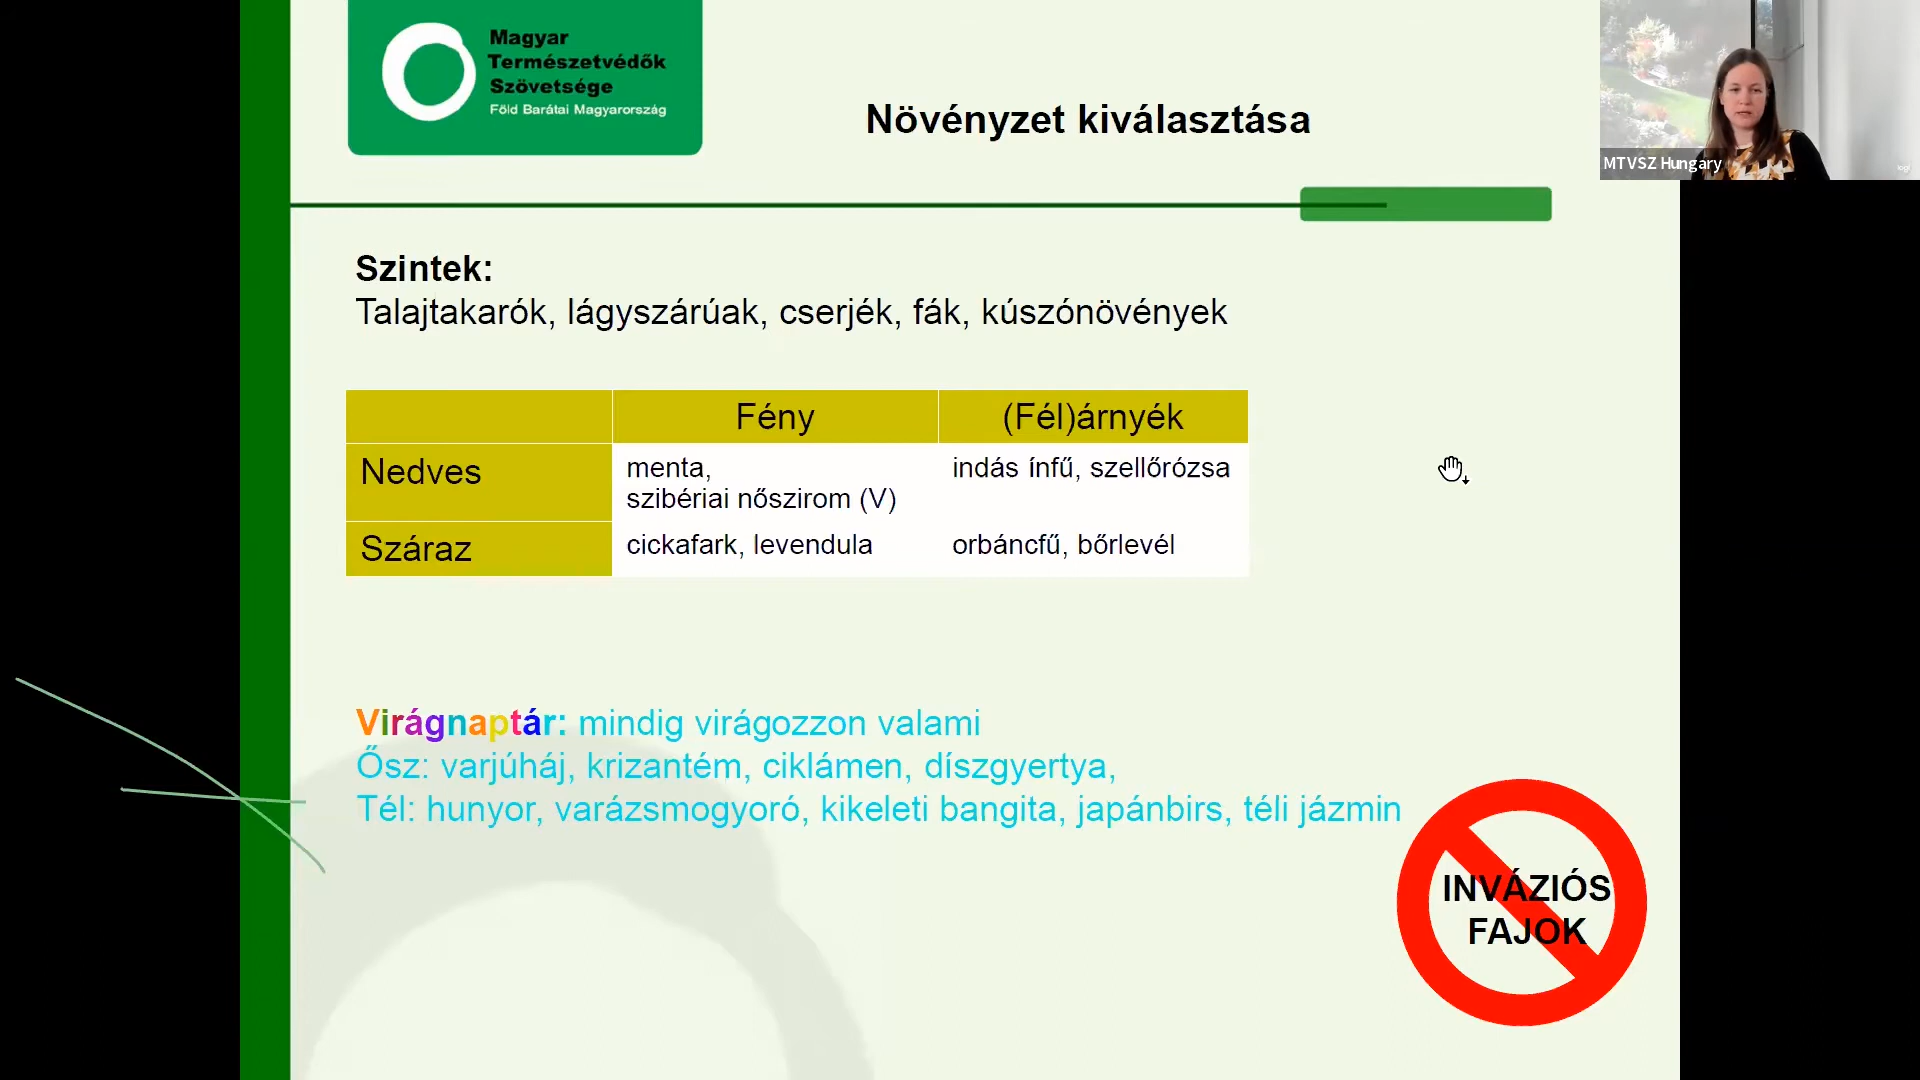 Magyar
Természetvédők
Szövetsége
Föld Barátai Magyarország
Növényzet kiválasztása
MTVSZ Hungary
Szintek:
Talajtakarók, lágyszárúak, cserjék, fák, kúszónövények
Fény
(Fél)árnyék
Nedves
menta,
szibériai nőszirom (V)
indás ínfű, szellőrózsa
Száraz
cickafark, levendula
orbáncfű, bőrlevél
Virágnaptár: mindig virágozzon valami
Ősz: varjúháj, krizantém, ciklámen, díszgyertya,
Tél: hunyor, varázsmogyoró, kikeleti bangita, japánbirs, téli jázmin
INVÁZIÓS
FAJOK